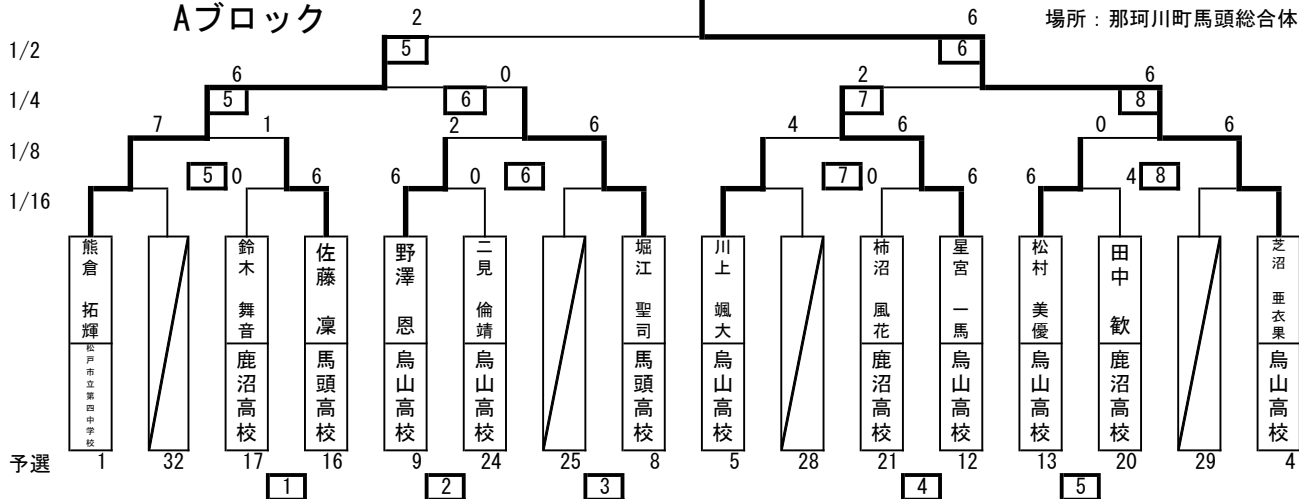 Aブロック
場所：那珂川町馬頭総合体
2 6
1/2 5 6
6 0 2 6
1/4 5 6 7 8
7 1 2 6 4 6 0 6
1/8
5 0 6 6 0 6 7 0 6 6 4 8
1/16
熊倉 拓輝 松戸市立第四中学校
鈴木 舞音 鹿沼高校
佐藤 凜 馬頭高校
野澤 恩 烏山高校
二見 倫靖 烏山高校
堀江 聖司 馬頭高校
川上 颯大 烏山高校
柿沼 風花 鹿沼高校
星宮 一馬 烏山高校
松村 美優 烏山高校
田中 歓 鹿沼高校
芝沼 亜衣果 烏山高校
予選 1 32 17 16 9 24 25 8 5 28 21 12 13 20 29 4
1 2 3 4 5